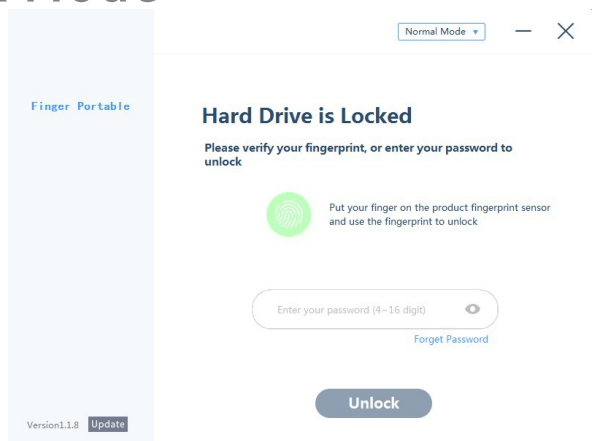 Normal Mode
Finger Portable
Hard Drive is Locked
Please verify your fingerprint, or enter your password to
unlock
Put your finger on the product fingerprint sensor
and use the fingerprint to unlock
Enter your password (4~16 digit)
Forget Password
Unlock
Version1.1.8 Update